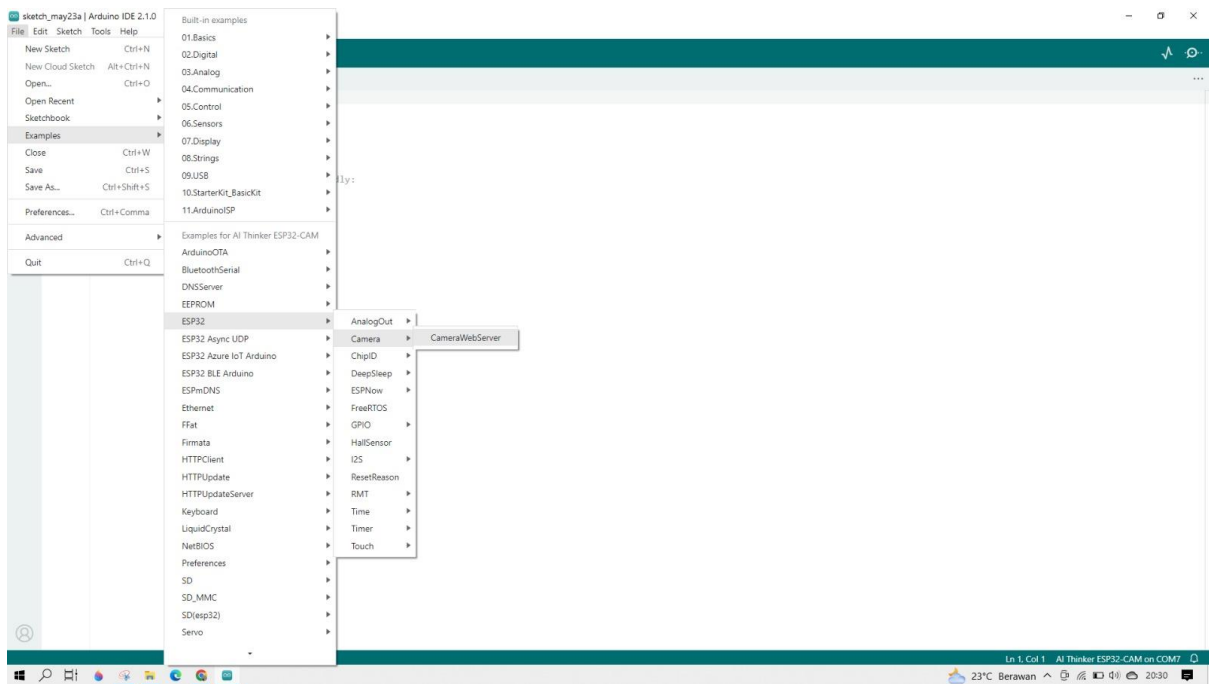 sketch_may23a | Arduino IDE 2.1.0
File Edit Sketch Tools Help
New Sketch Ctrl+N
New Cloud Sketch Alt+Ctrl+N
Open... Ctrl+O
Open Recent
Sketchbook
Examples
Close Ctrl+W
Save Ctrl+S
Save As... Ctrl+Shift+S
Preferences... Ctrl+Comma
Advanced
Quit Ctrl+Q
Built-in examples
01.Basics
02.Digital
03.Analog
04.Communication
05.Control
06.Sensors
07.Display
08.Strings
09.USB
10.StarterKit_BasicKit
11.ArduinoISP
Examples for AI Thinker ESP32-CAM
ArduinoOTA
BluetoothSerial
DNSServer
EEPROM
ESP32
ESP32 Async UDP
ESP32 Azure IoT Arduino
ESP32 BLE Arduino
ESPmDNS
Ethernet
FFat
Firmata
HTTPClient
HTTPUpdate
HTTPUpdateServer
Keyboard
LiquidCrystal
NetBIOS
Preferences
SD
SD_MMC
SD(esp32)
Servo
AnalogOut
Camera
ChipID
DeepSleep
ESPNow
FreeRTOS
GPIO
HallSensor
I2S
ResetReason
RMT
Time
Timer
Touch
CameraWebServer
dly:
Ln 1, Col 1 AI Thinker ESP32-CAM on COM7
23°C Berawan 20:30